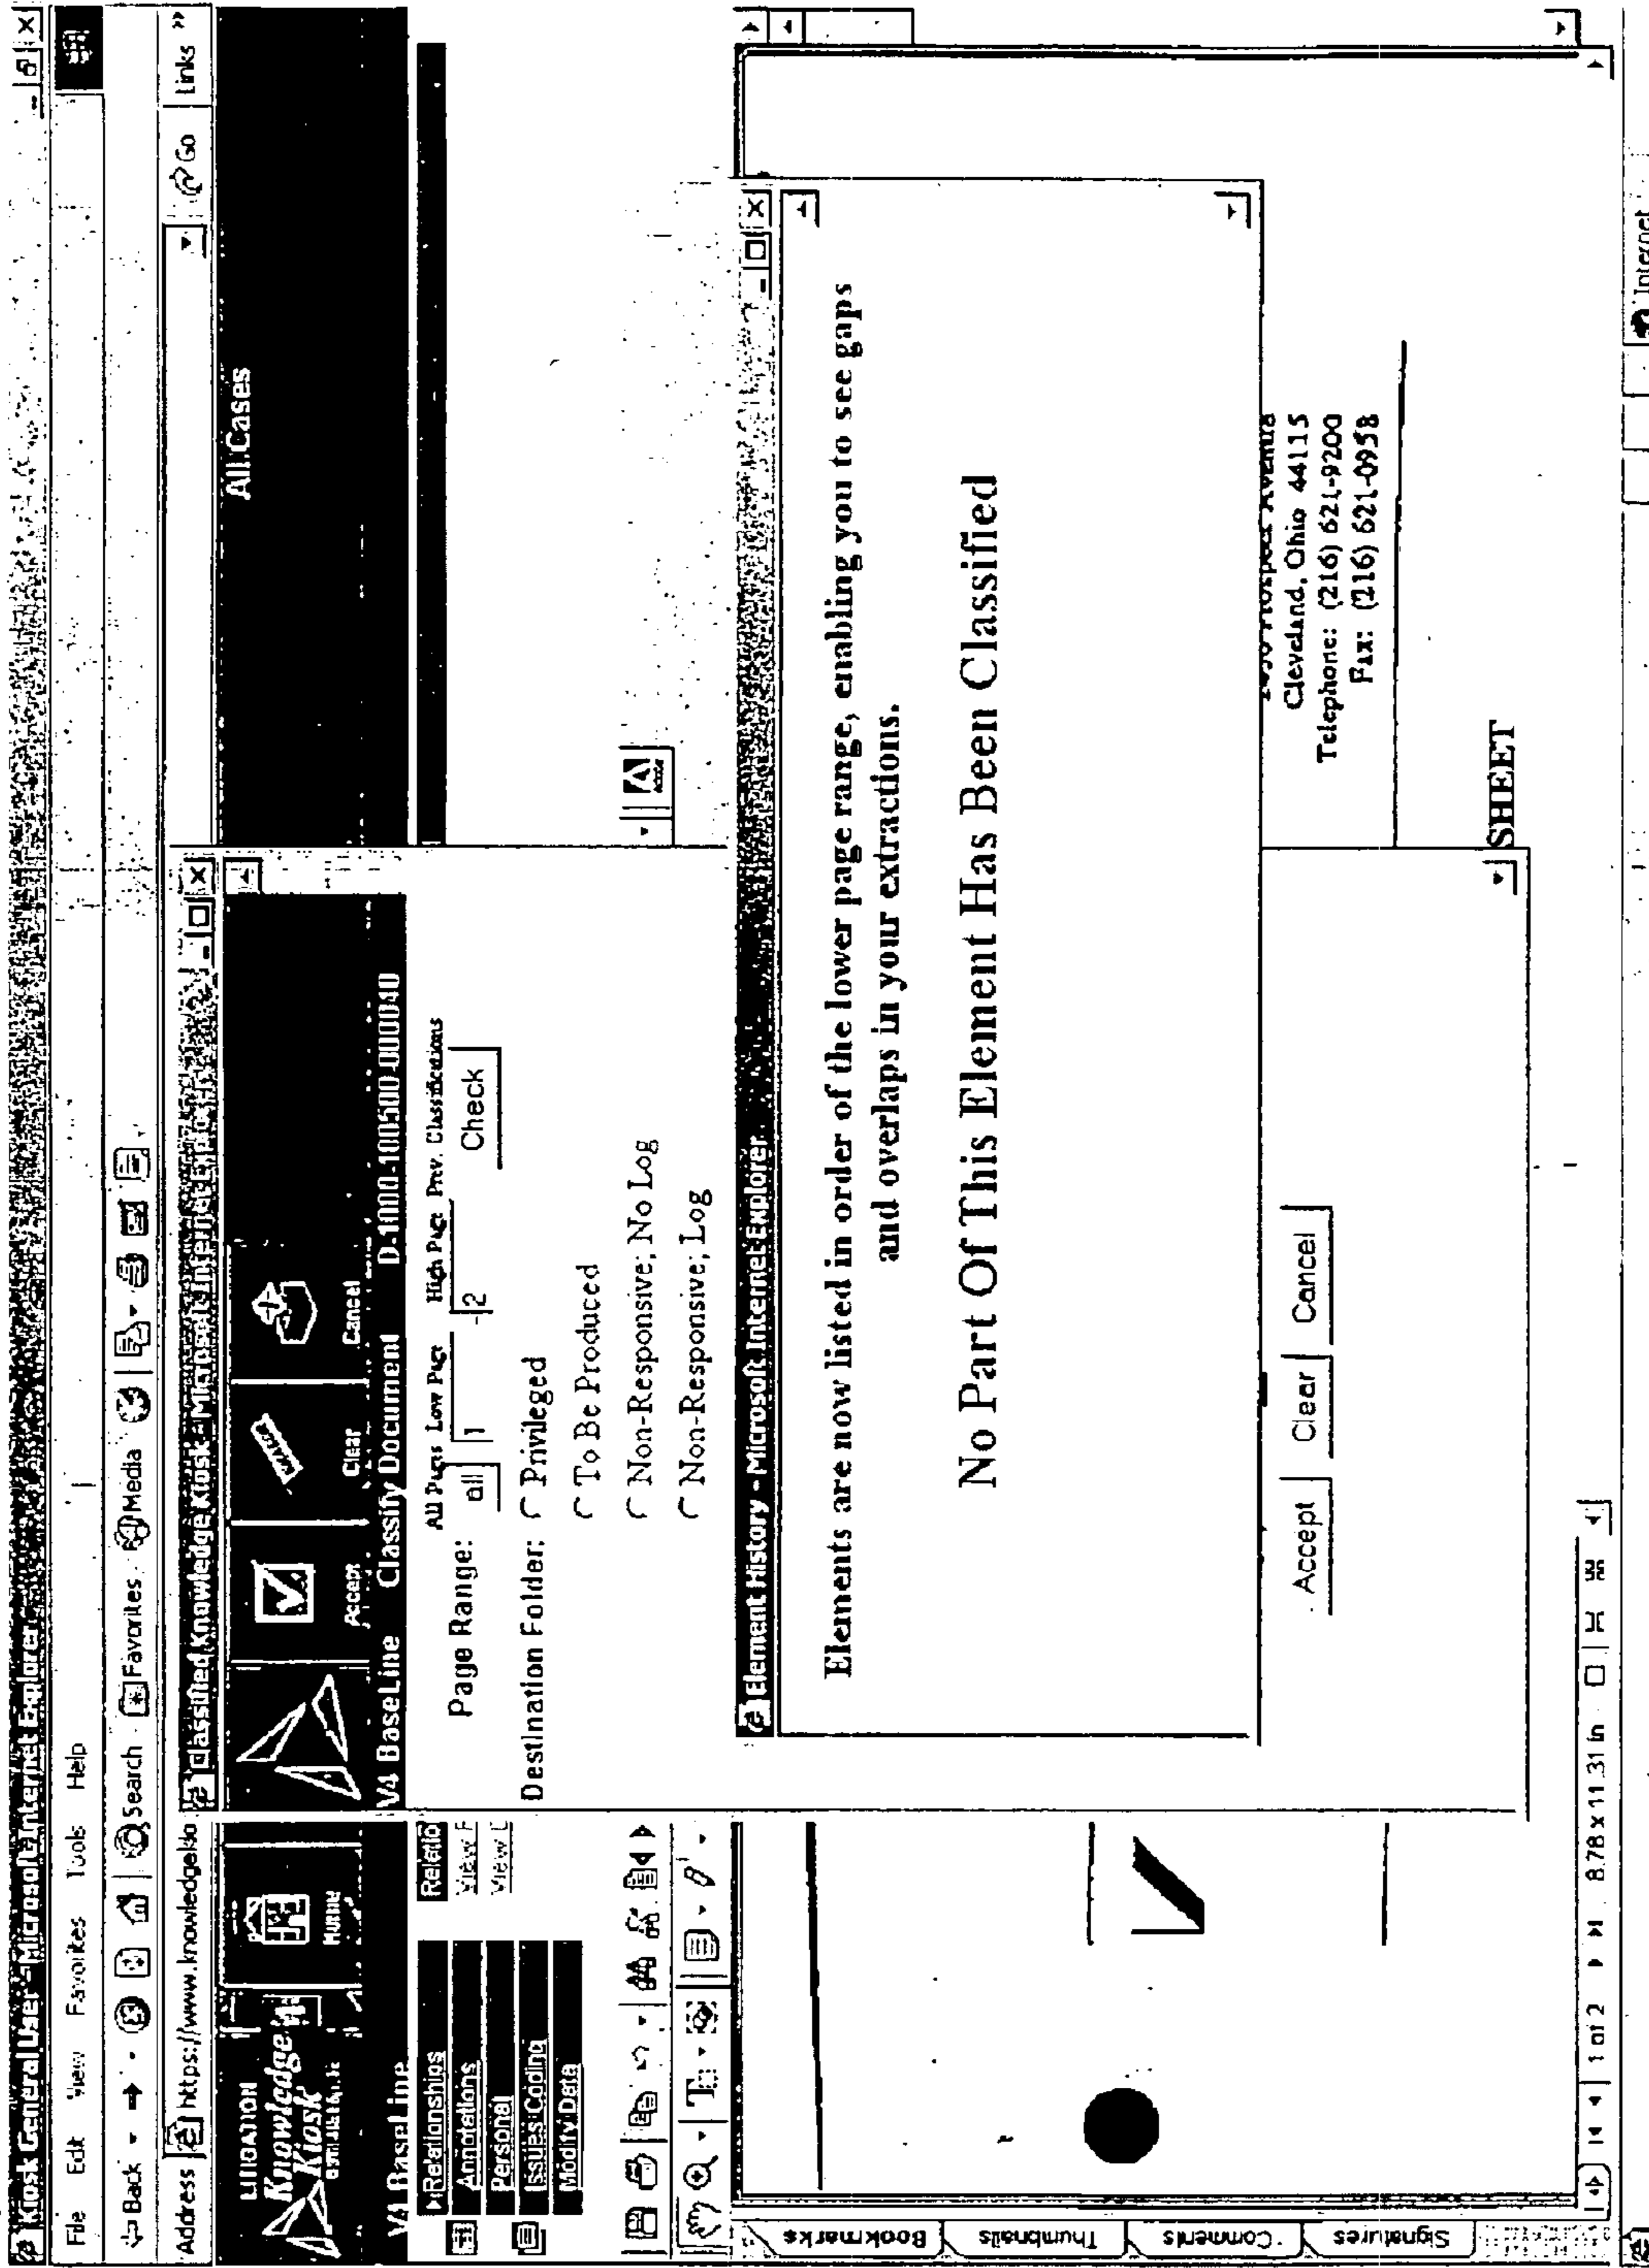 Kiosk General User - Microsoft Internet Explorer
File Edit View Favorites Tools Help
Back Search Favorites Media
Address https://www.knowledgekio Go Links »
LITIGATION
Knowledge
Kiosk
Home
All Cases
V4 BaseLine
Relationships
Annotations
Personal
Issues Coding
Modify Data
Relatio
View F
View L
Classified Knowledge Kiosk - Microsoft Internet Explorer
Accept Clear Cancel
V4 BaseLine Classify Document D-1000-100500-000040
All Pages Low Page High Page Prev. Classifications
Page Range: all 1 - 2 Check
Destination Folder: Privileged
To Be Produced
Non-Responsive; No Log
Non-Responsive; Log
Element History - Microsoft Internet Explorer
Elements are now listed in order of the lower page range, enabling you to see gaps
and overlaps in your extractions.
No Part Of This Element Has Been Classified
Accept Clear Cancel
Prospect Avenue
Cleveland, Ohio 44115
Telephone: (216) 621-9200
Fax: (216) 621-0958
SHEET
Bookmarks
Thumbnails
Comments
Signatures
1 of 2 8.78 x 11.31 in
Internet